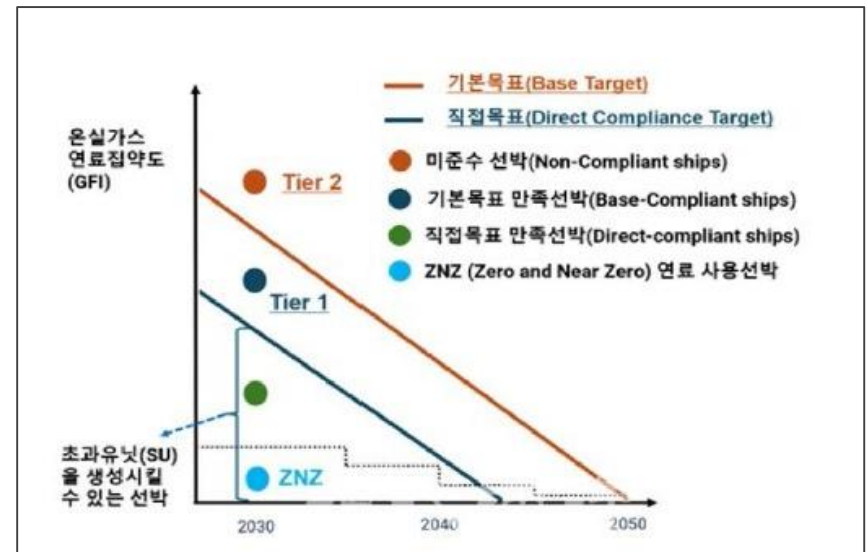 기본목표(Base Target)
직접목표(Direct Compliance Target)
미준수 선박(Non-Compliant ships)
기본목표 만족선박(Base-Compliant ships)
직접목표 만족선박(Direct-compliant ships)
ZNZ (Zero and Near Zero) 연료 사용선박
온실가스
연료집약도
(GFI)
Tier 2
Tier 1
초과유닛(SU)
을 생성시킬
수 있는 선박
ZNZ
2030
2040
2050